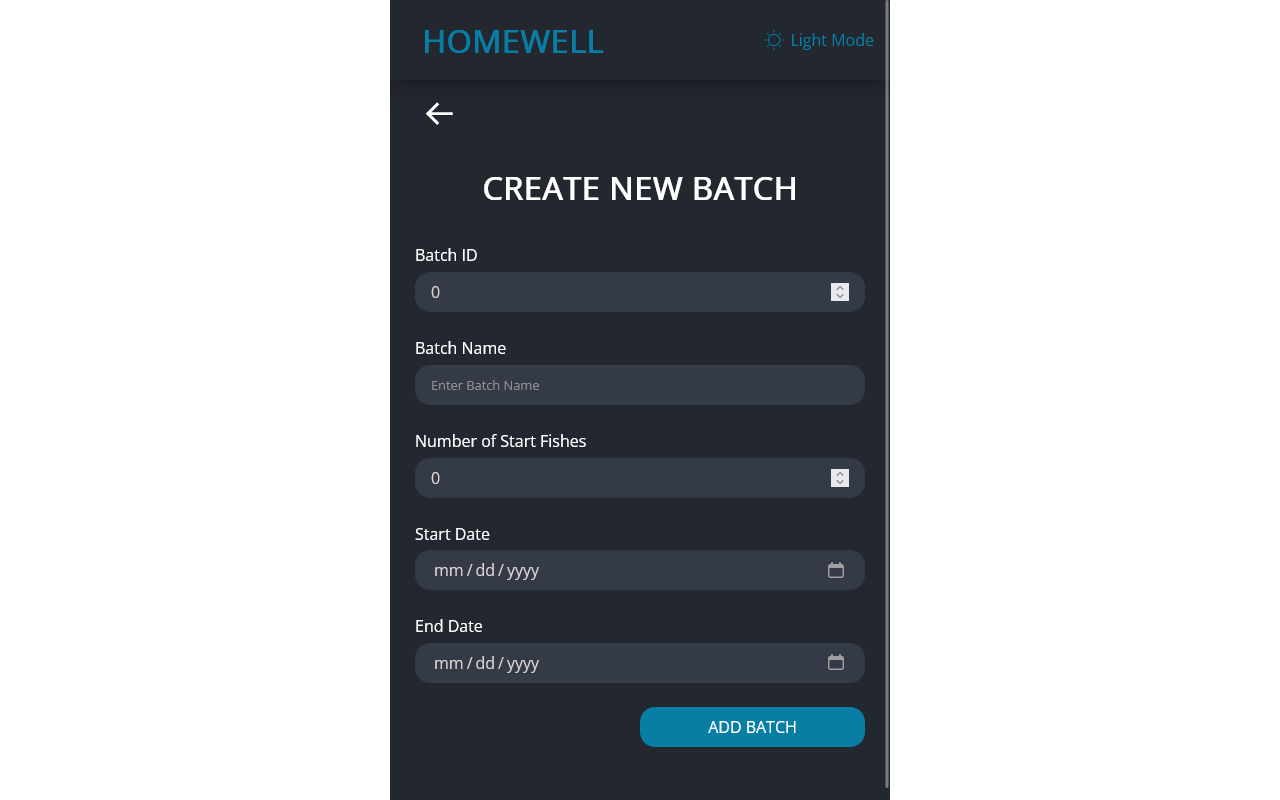 HOMEWELL
Light Mode
CREATE NEW BATCH
Batch ID
0
Batch Name
Enter Batch Name
Number of Start Fishes
0
Start Date
mm/dd/yyyy
End Date
mm/dd/yyyy
ADD BATCH